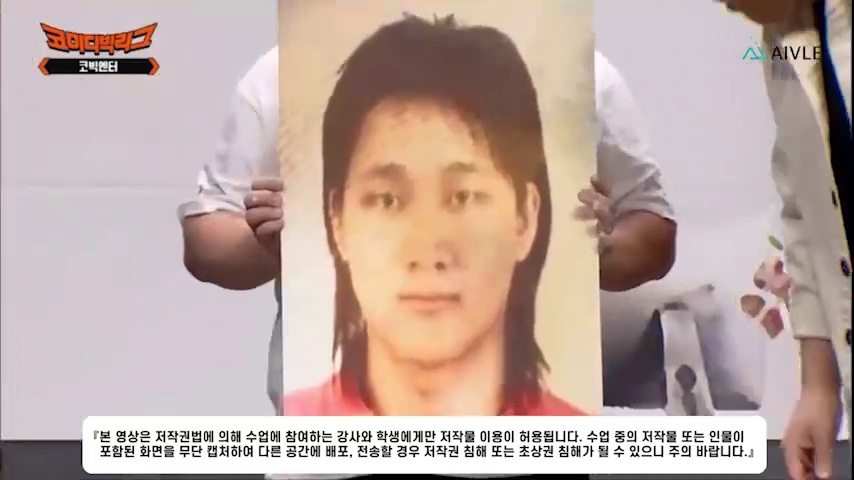 코미디빅리그
코빅엔터
AIVLE
『본 영상은 저작권법에 의해 수업에 참여하는 강사와 학생에게만 저작물 이용이 허용됩니다. 수업 중의 저작물 또는 인물이
포함된 화면을 무단 캡처하여 다른 공간에 배포, 전송할 경우 저작권 침해 또는 초상권 침해가 될 수 있으니 주의 바랍니다.』